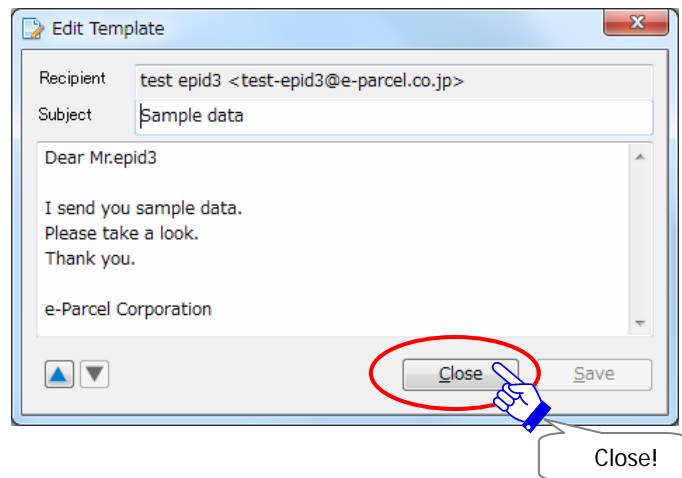 Edit Template
Recipient test epid3 <test-epid3@e-parcel.co.jp>
Subject Sample data
Dear Mr.epid3
I send you sample data.
Please take a look.
Thank you.
e-Parcel Corporation
Close Save
Close!